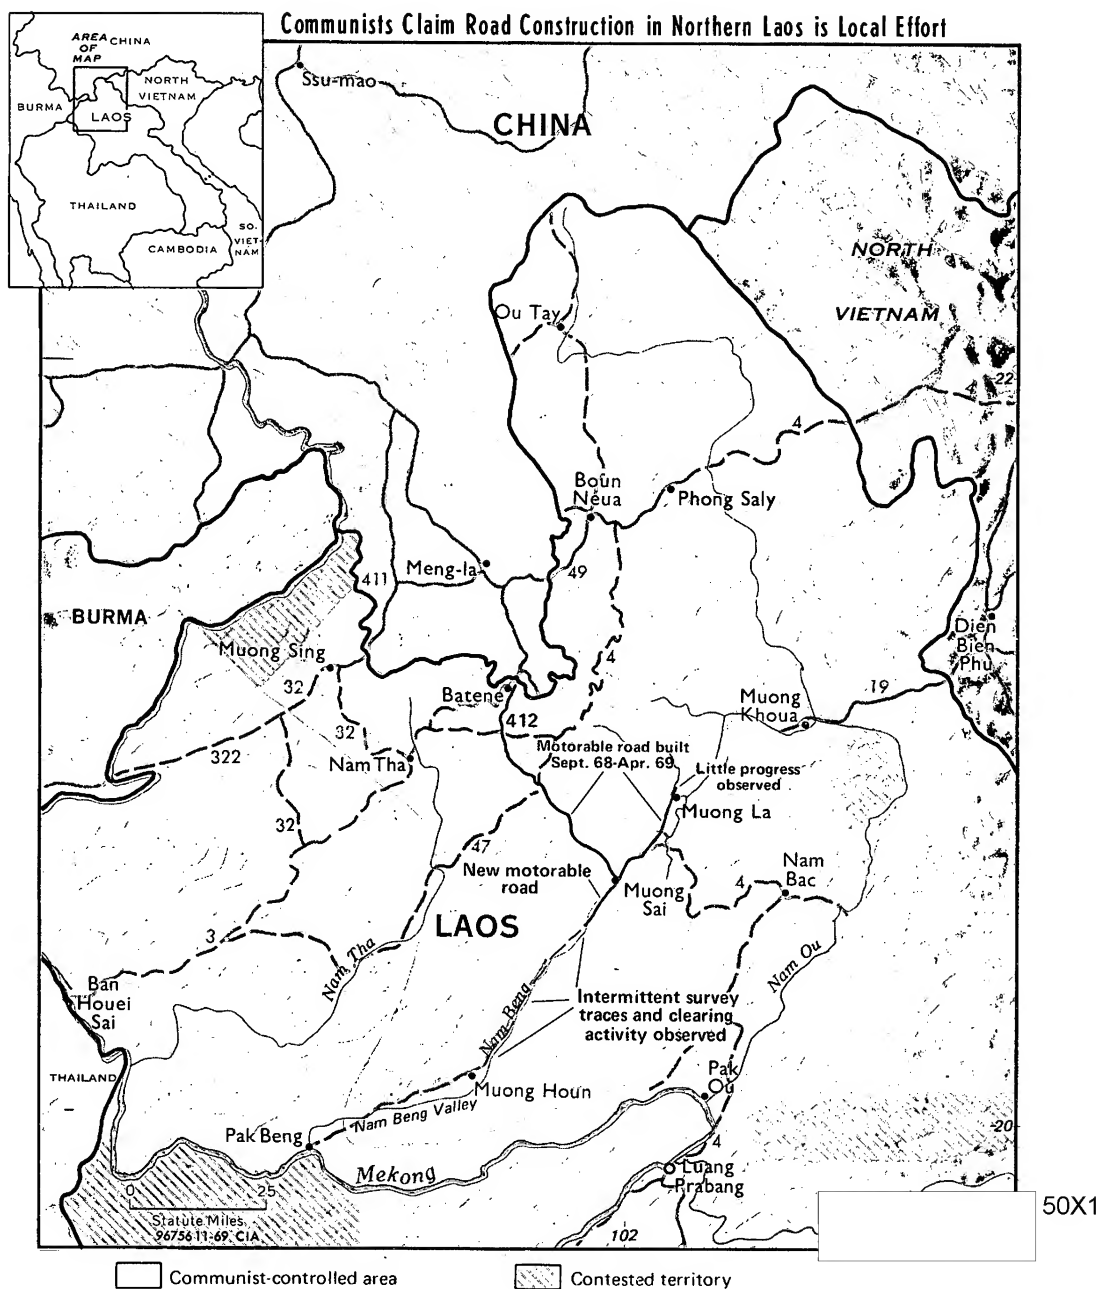 Communists Claim Road Construction in Northern Laos is Local Effort
AREA
OF
MAP
CHINA
NORTH
VIETNAM
BURMA
LAOS
THAILAND
SO.
VIET-
NAM
CAMBODIA
Ssu-mao
CHINA
NORTH
VIETNAM
Ou Tay
4
22
4
Boun
Neua
Phong Saly
Meng-la
411
49
BURMA
Dien
Bien
Phu
Muong Sing
32
4
Batene
19
Muong
Khoua
412
32
322
Nam Tha
Motorable road built
Sept. 68-Apr. 69
Little progress
observed
Muong La
32
47
New motorable
road
Muong
Sai
4
Nam
Bac
LAOS
3
Nam Tha
Nam Ou
Ban
Houei
Sai
Nam Beng
Intermittent survey
traces and clearing
activity observed
THAILAND
Muong Houn
Pak
Ou
Nam Beng Valley
20
Pak Beng
4
Mekong
Luang
Prabang
0 25
Statute Miles
96756 11-69 CIA
102
50X1
Communist-controlled area
Contested territory